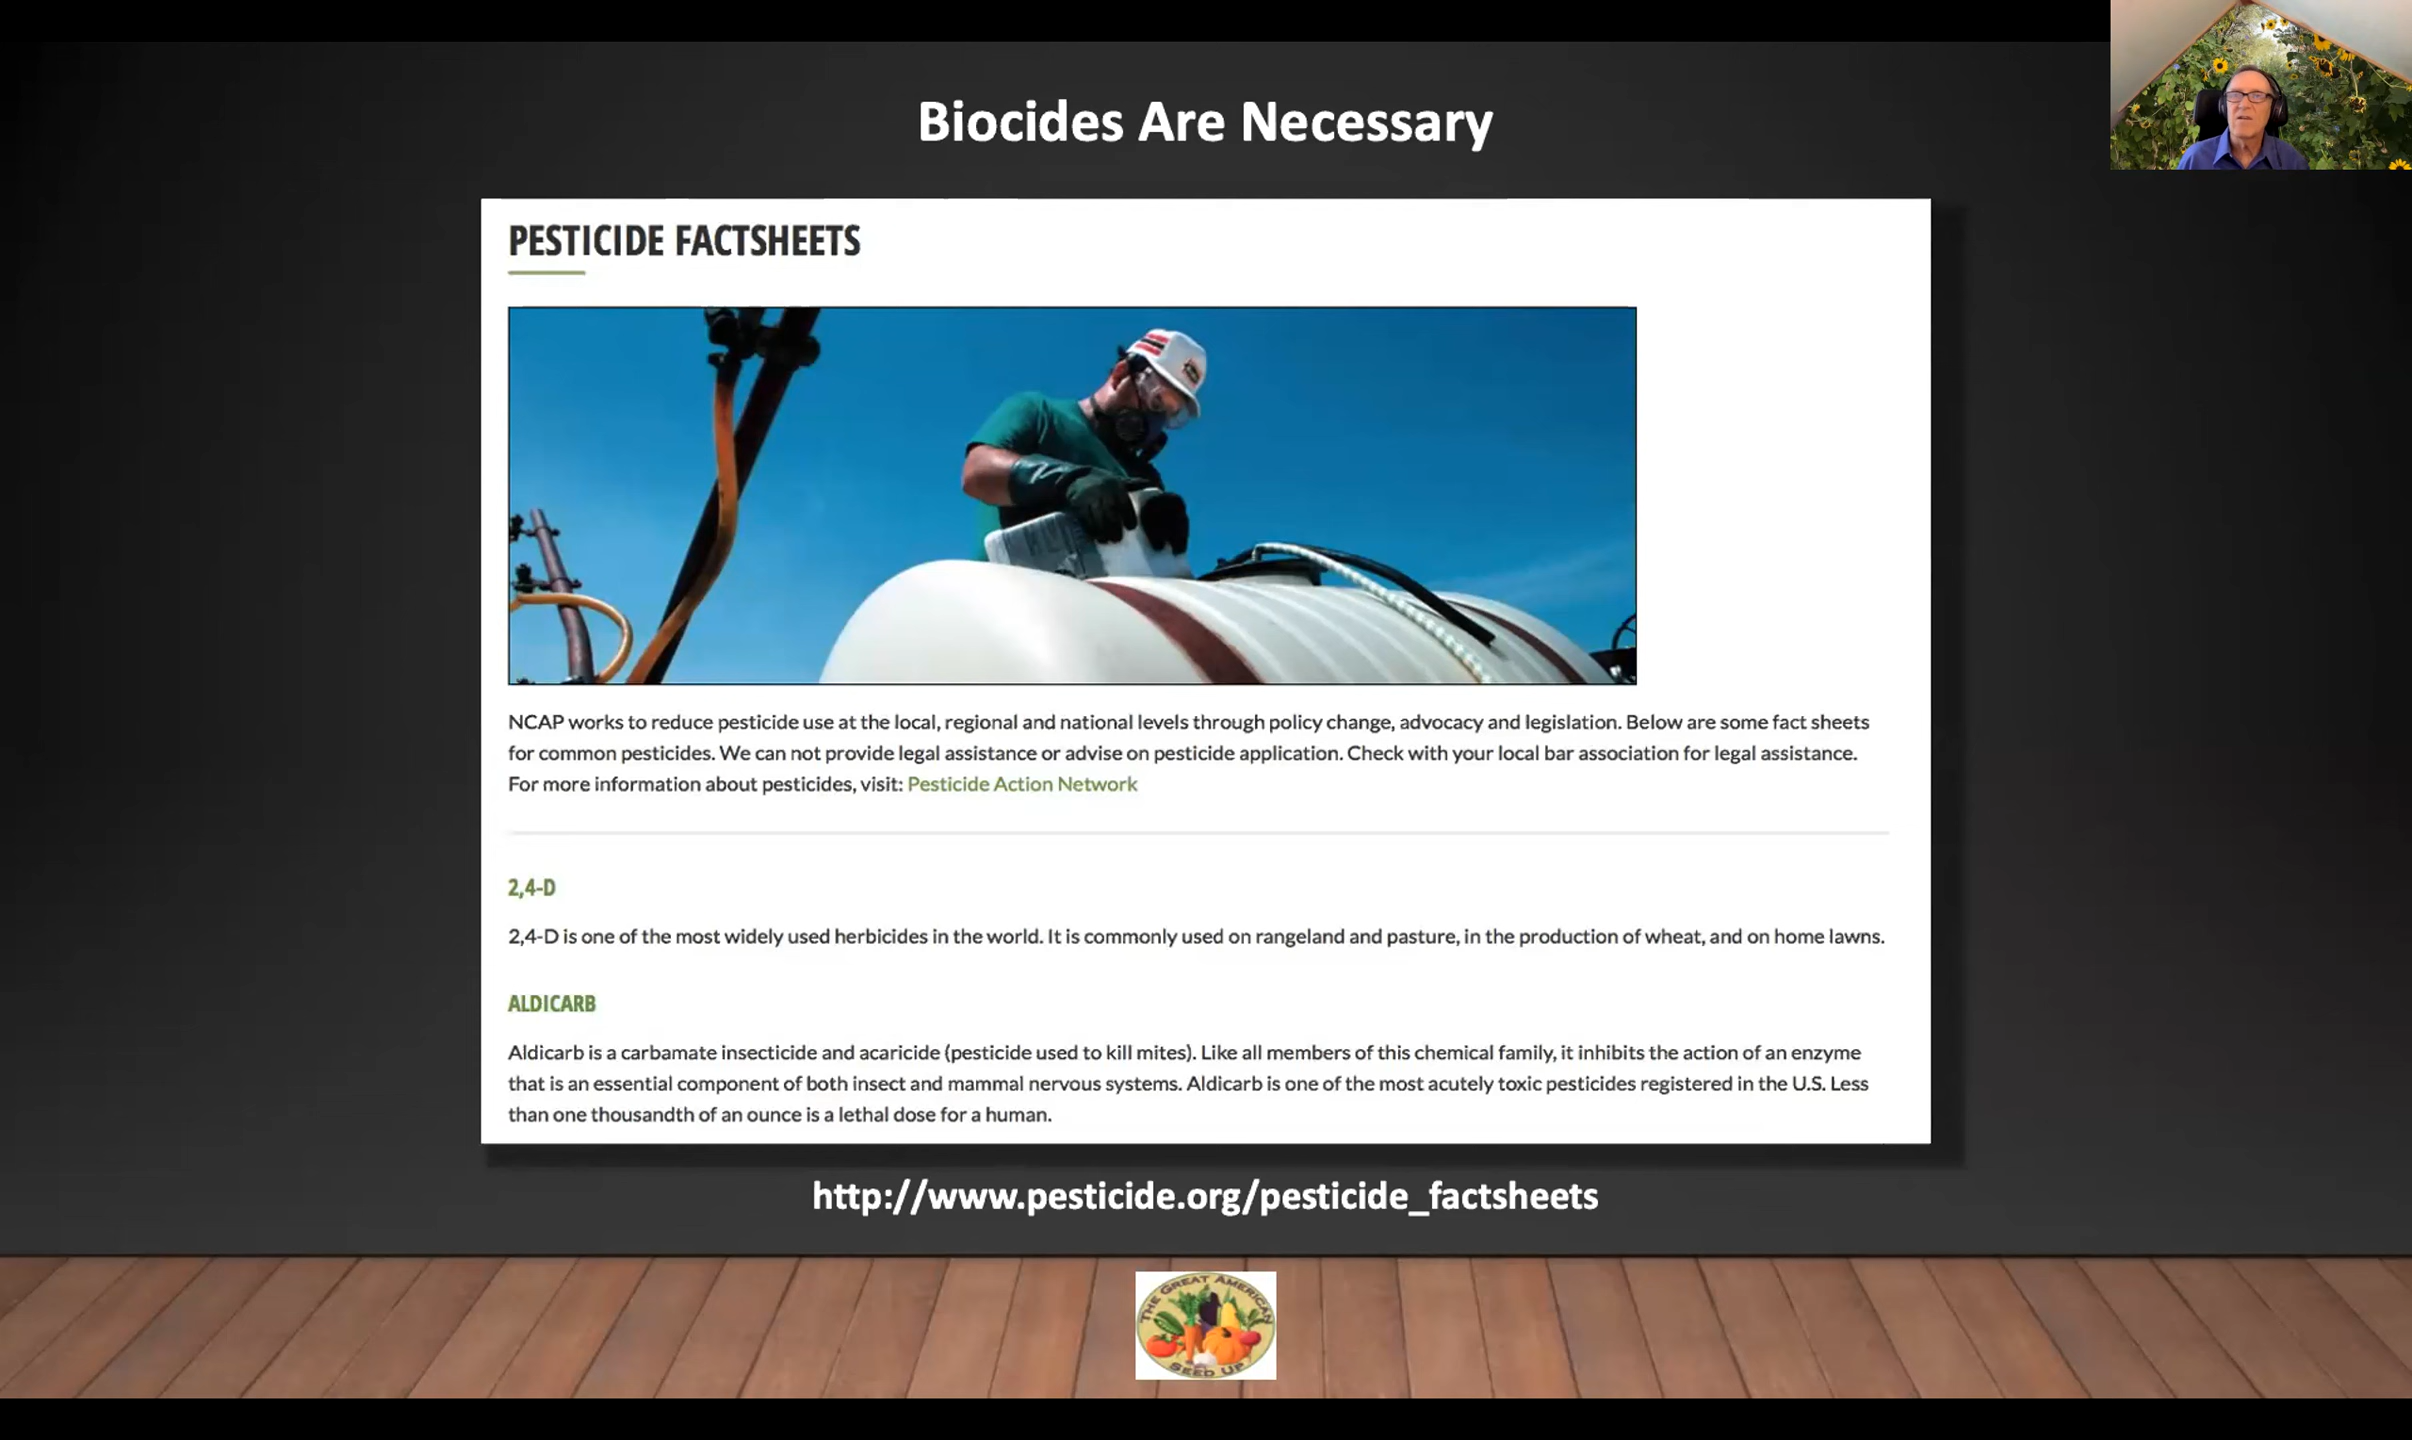 Biocides Are Necessary
PESTICIDE FACTSHEETS
NCAP works to reduce pesticide use at the local, regional and national levels through policy change, advocacy and legislation. Below are some fact sheets
for common pesticides. We can not provide legal assistance or advise on pesticide application. Check with your local bar association for legal assistance.
For more information about pesticides, visit: Pesticide Action Network
2,4-D
2,4-D is one of the most widely used herbicides in the world. It is commonly used on rangeland and pasture, in the production of wheat, and on home lawns.
ALDICARB
Aldicarb is a carbamate insecticide and acaricide (pesticide used to kill mites). Like all members of this chemical family, it inhibits the action of an enzyme
that is an essential component of both insect and mammal nervous systems. Aldicarb is one of the most acutely toxic pesticides registered in the U.S. Less
than one thousandth of an ounce is a lethal dose for a human.
http://www.pesticide.org/pesticide_factsheets
THE GREAT AMERICAN
SEED UP